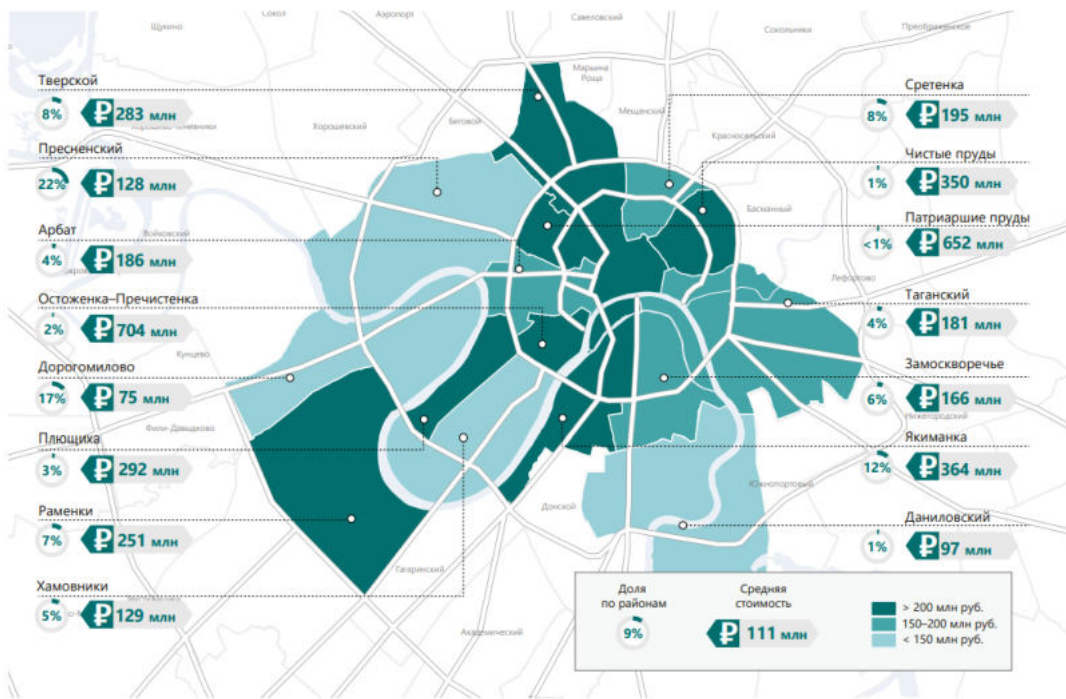 Щукино
Сокол
Аэропорт
Савеловский
Сокольники
Преображенское
Марьина
Роща
Тверской
8%
₽ 283 млн
Хорошевский
Беговой
Мещанский
Красносельский
Сретенка
8%
₽ 195 млн
Пресненский
22%
₽ 128 млн
Чистые пруды
1%
₽ 350 млн
Басманный
Арбат
4%
₽ 186 млн
Войковский
Патриаршие пруды
<1%
₽ 652 млн
Лефортово
Остоженка–Пречистенка
2%
₽ 704 млн
Таганский
4%
₽ 181 млн
Кунцево
Дорогомилово
17%
₽ 75 млн
Замоскворечье
6%
₽ 166 млн
Нижегородский
Фили-Давыдково
Плющиха
3%
₽ 292 млн
Якиманка
12%
₽ 364 млн
Южнопортовый
Донской
Раменки
7%
₽ 251 млн
Даниловский
1%
₽ 97 млн
Гагаринский
Хамовники
5%
₽ 129 млн
Академический
Доля
по районам
9%
Средняя
стоимость
₽ 111 млн
> 200 млн руб.
150–200 млн руб.
< 150 млн руб.